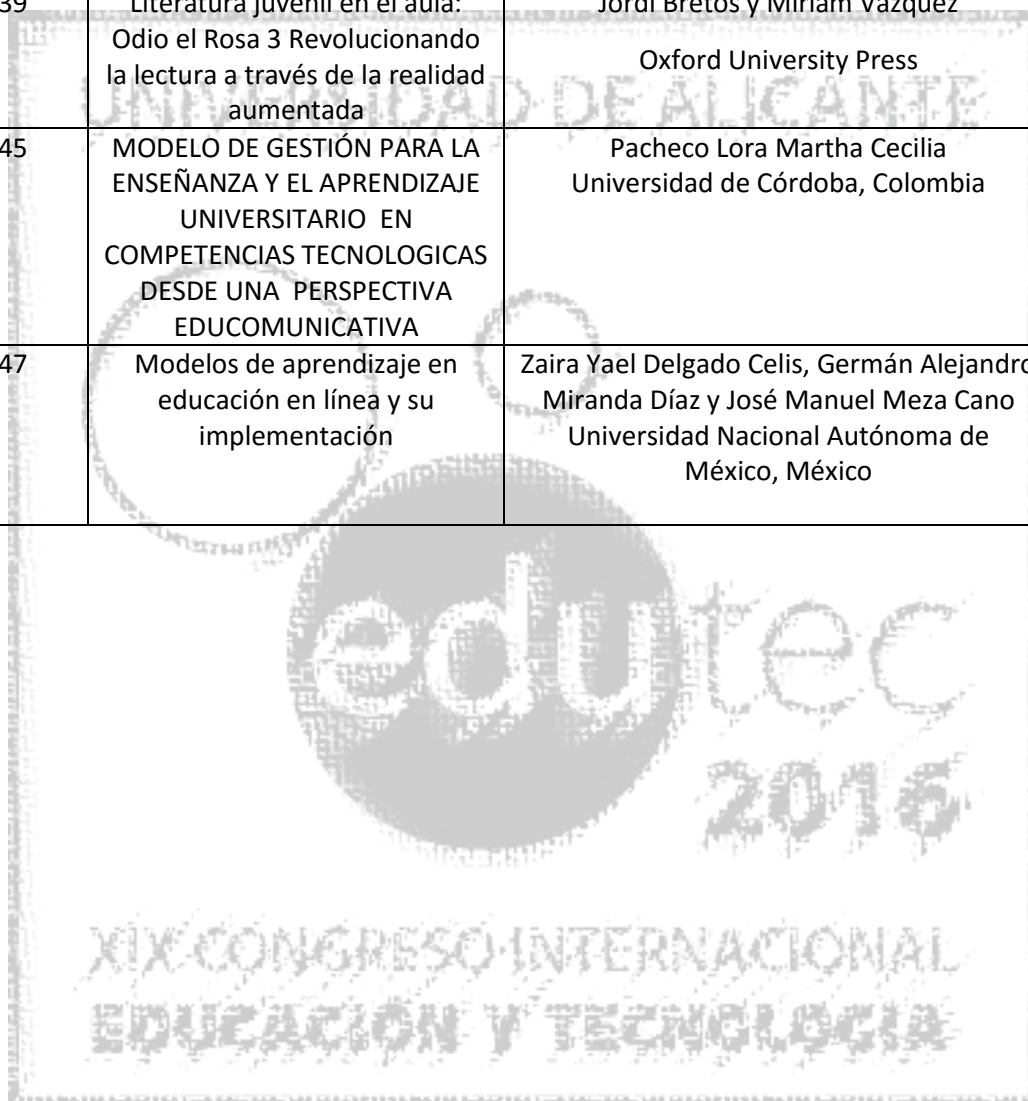 39
Literatura juvenil en el aula:
Odio el Rosa 3 Revolucionando
la lectura a través de la realidad
aumentada
Jordi Bretos y Míriam Vázquez
Oxford University Press
45
MODELO DE GESTIÓN PARA LA
ENSEÑANZA Y EL APRENDIZAJE
UNIVERSITARIO EN
COMPETENCIAS TECNOLOGICAS
DESDE UNA PERSPECTIVA
EDUCOMUNICATIVA
Pacheco Lora Martha Cecilia
Universidad de Córdoba, Colombia
47
Modelos de aprendizaje en
educación en línea y su
implementación
Zaira Yael Delgado Celis, Germán Alejandro
Miranda Díaz y José Manuel Meza Cano
Universidad Nacional Autónoma de
México, México
UNIVERSIDAD DE ALICANTE
edutec
2016
XIX CONGRESO INTERNACIONAL
EDUCACIÓN Y TECNOLOGIA